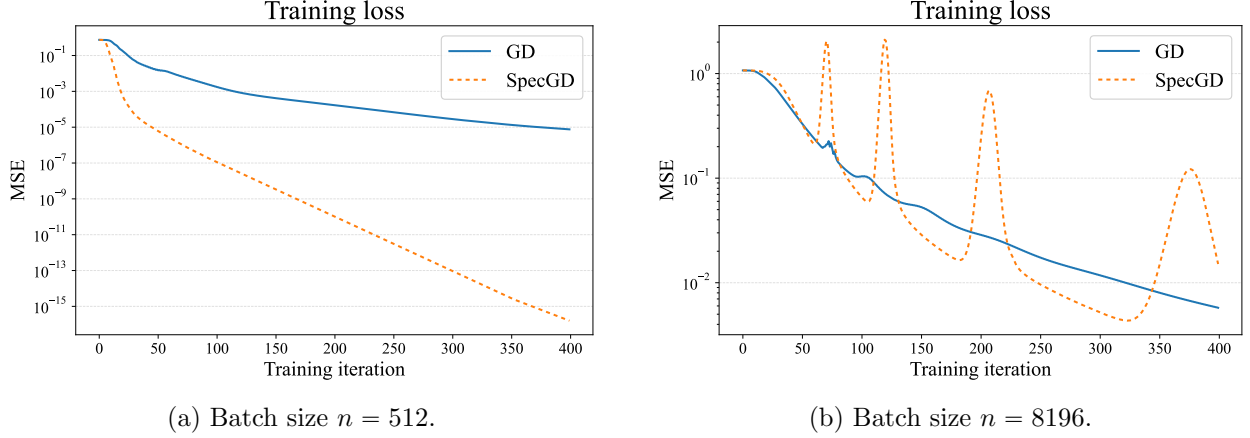 Training loss
GD
SpecGD
MSE
10⁻¹
10⁻³
10⁻⁵
10⁻⁷
10⁻⁹
10⁻¹¹
10⁻¹³
10⁻¹⁵
0 50 100 150 200 250 300 350 400
Training iteration
(a) Batch size n = 512.
Training loss
GD
SpecGD
MSE
10⁰
10⁻¹
10⁻²
0 50 100 150 200 250 300 350 400
Training iteration
(b) Batch size n = 8196.